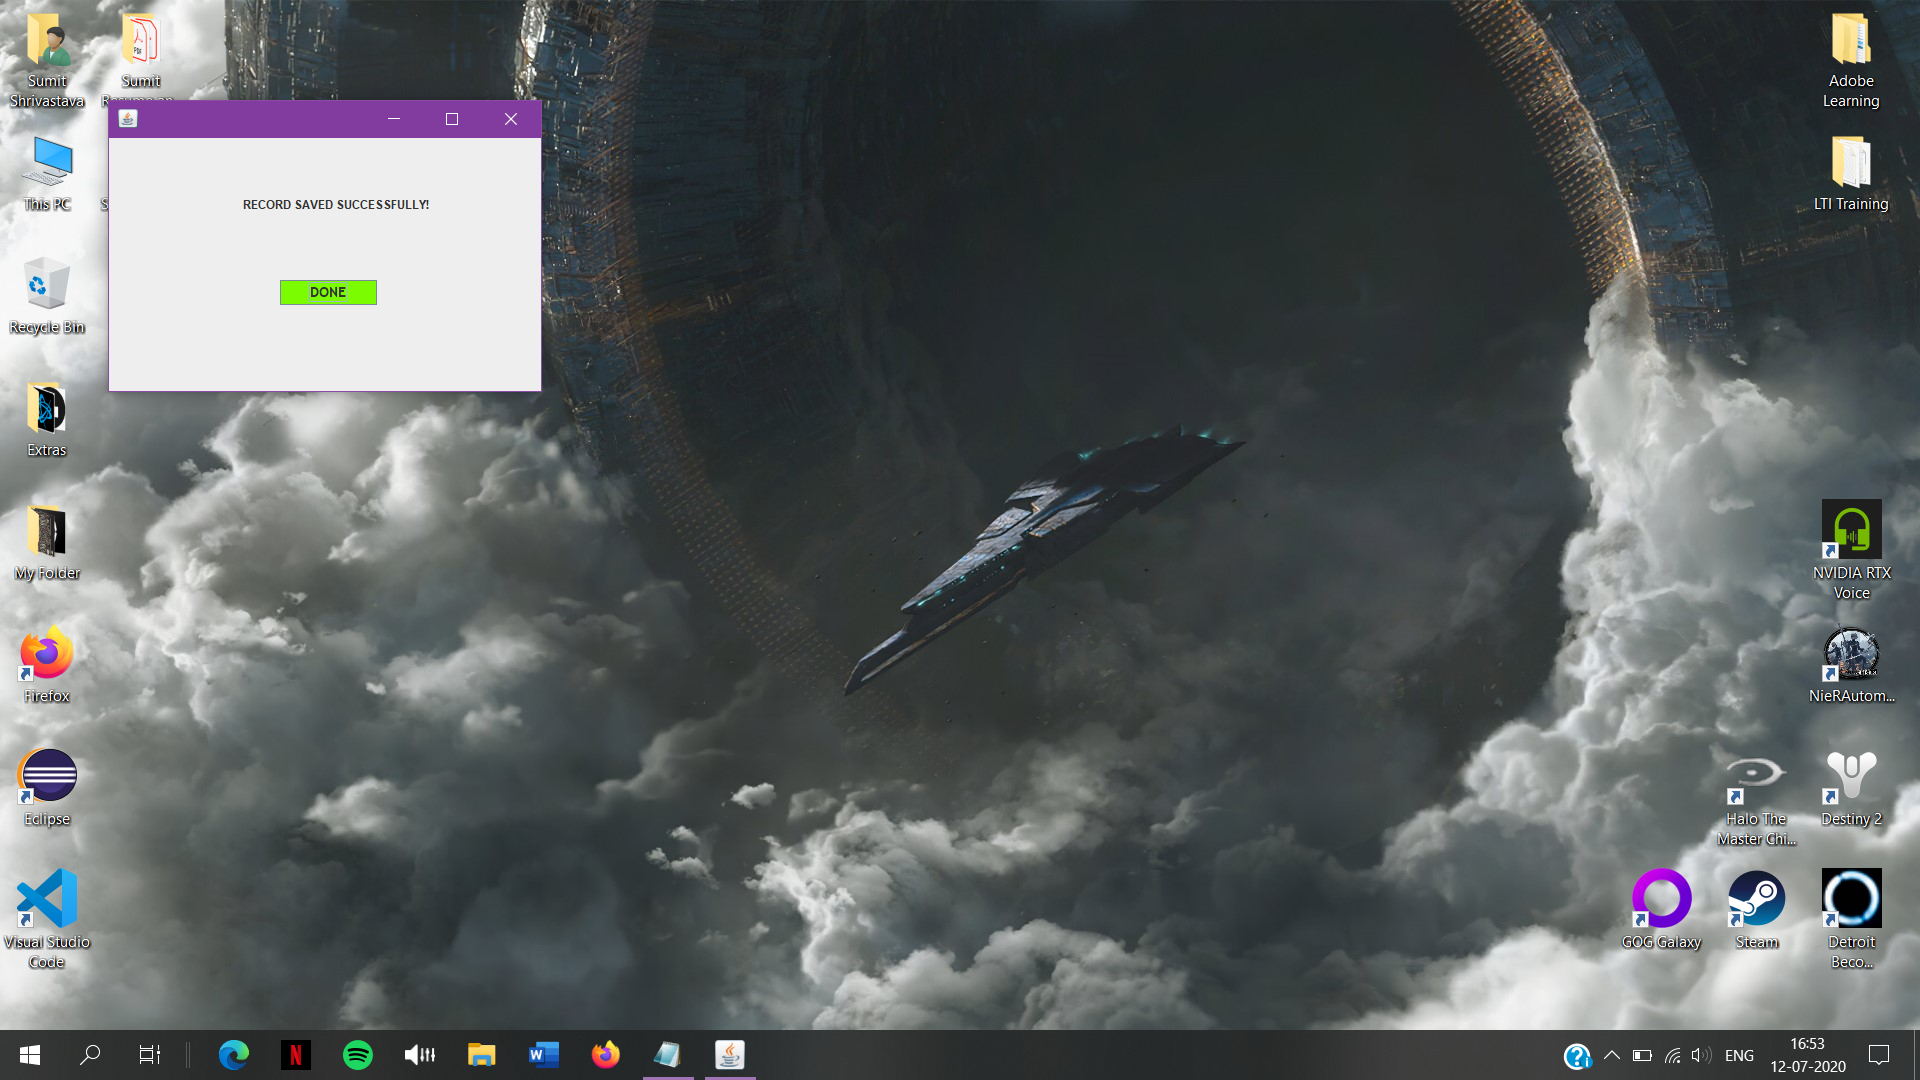 Sumit
Shrivastava
Sumit
This PC
Recycle Bin
Extras
My Folder
Firefox
Eclipse
Visual Studio
Code
RECORD SAVED SUCCESSFULLY!
DONE
Adobe
Learning
LTI Training
NVIDIA RTX
Voice
NieRAutom...
Halo The
Master Chi...
Destiny 2
GOG Galaxy
Steam
Detroit
Beco...
ENG
16:53
12-07-2020